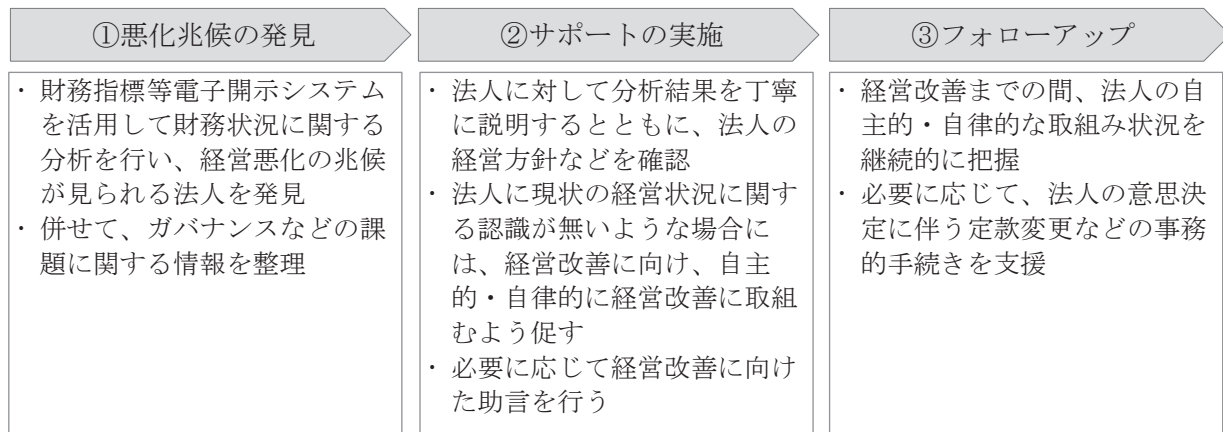 ①悪化兆候の発見
・ 財務指標等電子開示システム
を活用して財務状況に関する
分析を行い、経営悪化の兆候
が見られる法人を発見
・ 併せて、ガバナンスなどの課
題に関する情報を整理
②サポートの実施
・ 法人に対して分析結果を丁寧
に説明するとともに、法人の
経営方針などを確認
・ 法人に現状の経営状況に関す
る認識が無いような場合に
は、経営改善に向け、自主
的・自律的に経営改善に取組
むよう促す
・ 必要に応じて経営改善に向け
た助言を行う
③フォローアップ
・ 経営改善までの間、法人の自
主的・自律的な取組み状況を
継続的に把握
・ 必要に応じて、法人の意思決
定に伴う定款変更などの事務
的手続きを支援